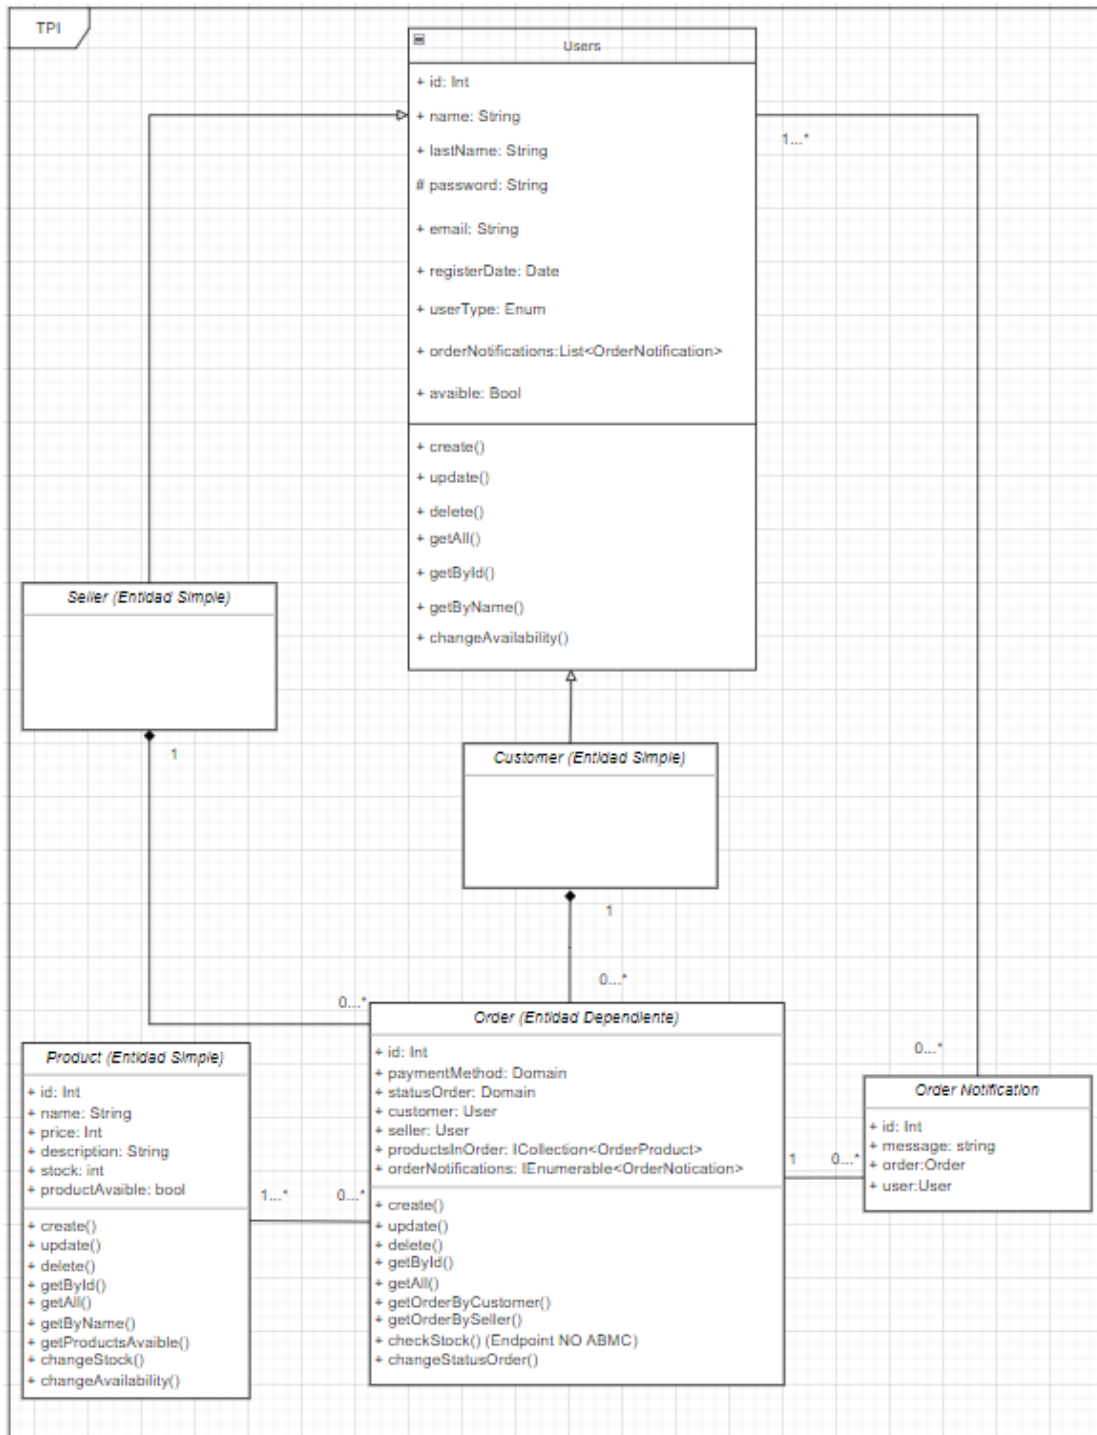 TPI
Users
+ id: Int
+ name: String
+ lastName: String
# password: String
+ email: String
+ registerDate: Date
+ userType: Enum
+ orderNotifications:List<OrderNotification>
+ avaible: Bool
+ create()
+ update()
+ delete()
+ getAll()
+ getById()
+ getByName()
+ changeAvailability()
1...*
Seller (Entidad Simple)
1
Customer (Entidad Simple)
1
0...*
0...*
0...*
Product (Entidad Simple)
+ id: Int
+ name: String
+ price: Int
+ description: String
+ stock: int
+ productAvaible: bool
+ create()
+ update()
+ delete()
+ getById()
+ getAll()
+ getByName()
+ getProductsAvaible()
+ changeStock()
+ changeAvailability()
1...*
0...*
Order (Entidad Dependiente)
+ id: Int
+ paymentMethod: Domain
+ statusOrder: Domain
+ customer: User
+ seller: User
+ productsInOrder: ICollection<OrderProduct>
+ orderNotifications: IEnumerable<OrderNotication>
+ create()
+ update()
+ delete()
+ getById()
+ getAll()
+ getOrderByCustomer()
+ getOrderBySeller()
+ checkStock() (Endpoint NO ABMC)
+ changeStatusOrder()
1
0...*
Order Notification
+ id: Int
+ message: string
+ order:Order
+ user:User